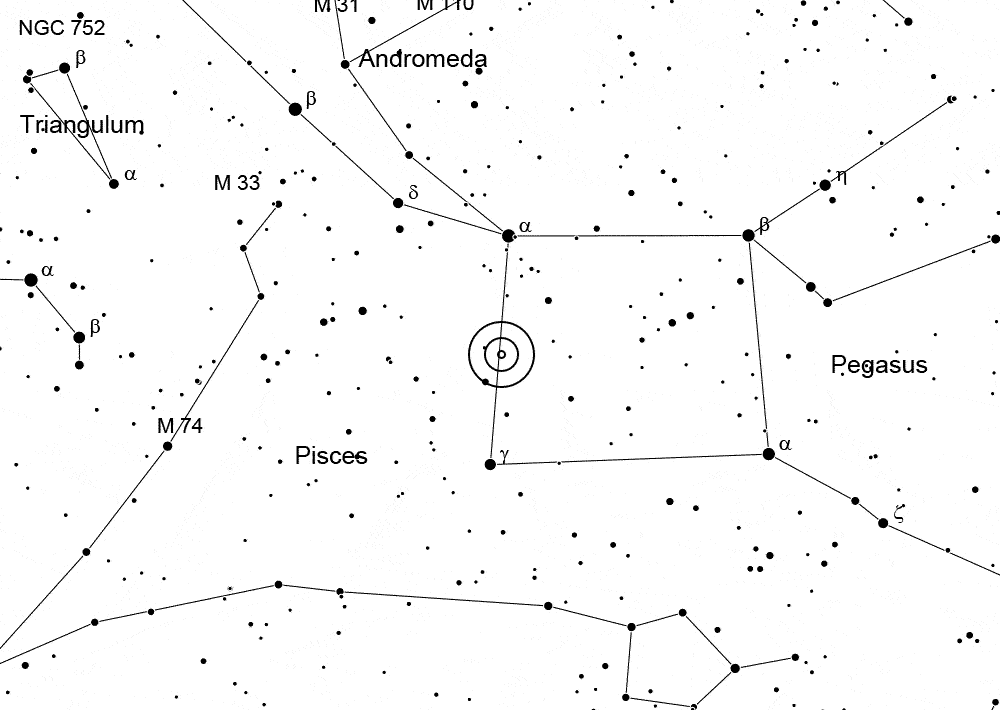 M 31 M 110
NGC 752
β
Andromeda
β
Triangulum
α
M 33
δ
η
α
β
α
β
Pegasus
M 74
Pisces
γ
α
ζ